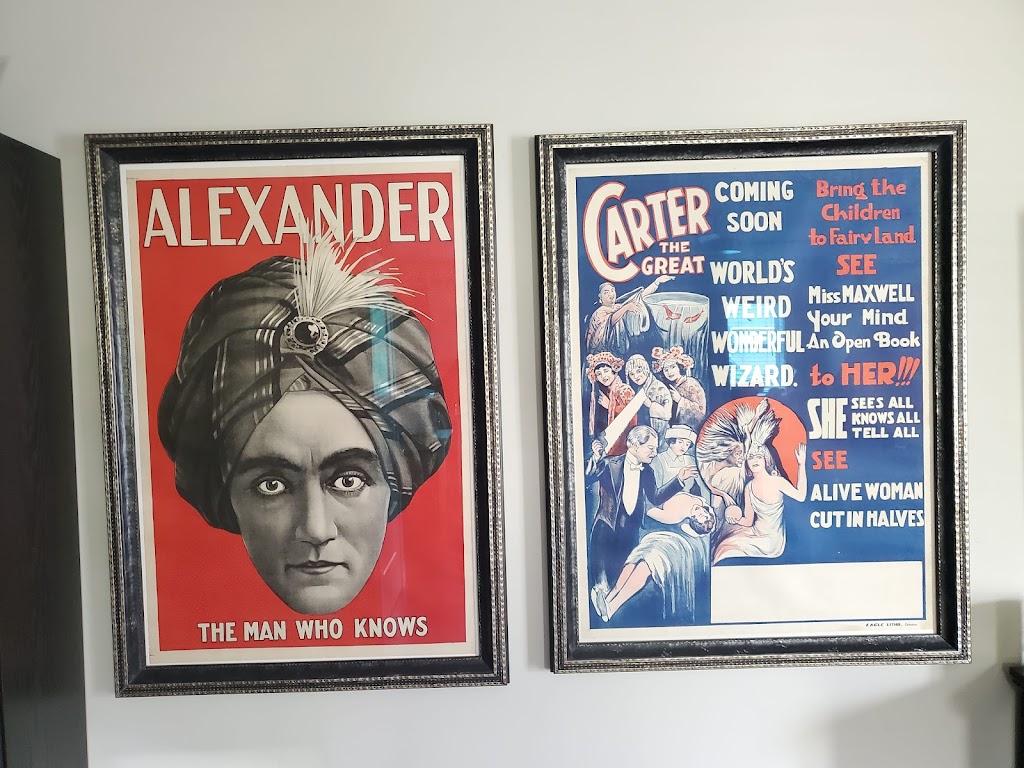 ALEXANDER
THE MAN WHO KNOWS
CARTER
THE
GREAT
COMING
SOON
WORLD'S
WEIRD
WONDERFUL
WIZARD.
Bring the
Children
to Fairy Land
SEE
Miss MAXWELL
Your Mind
An Open Book
to HER!!!
SHE SEES ALL
KNOWS ALL
TELL ALL
SEE
ALIVE WOMAN
CUT IN HALVES
EAGLE LITHO.